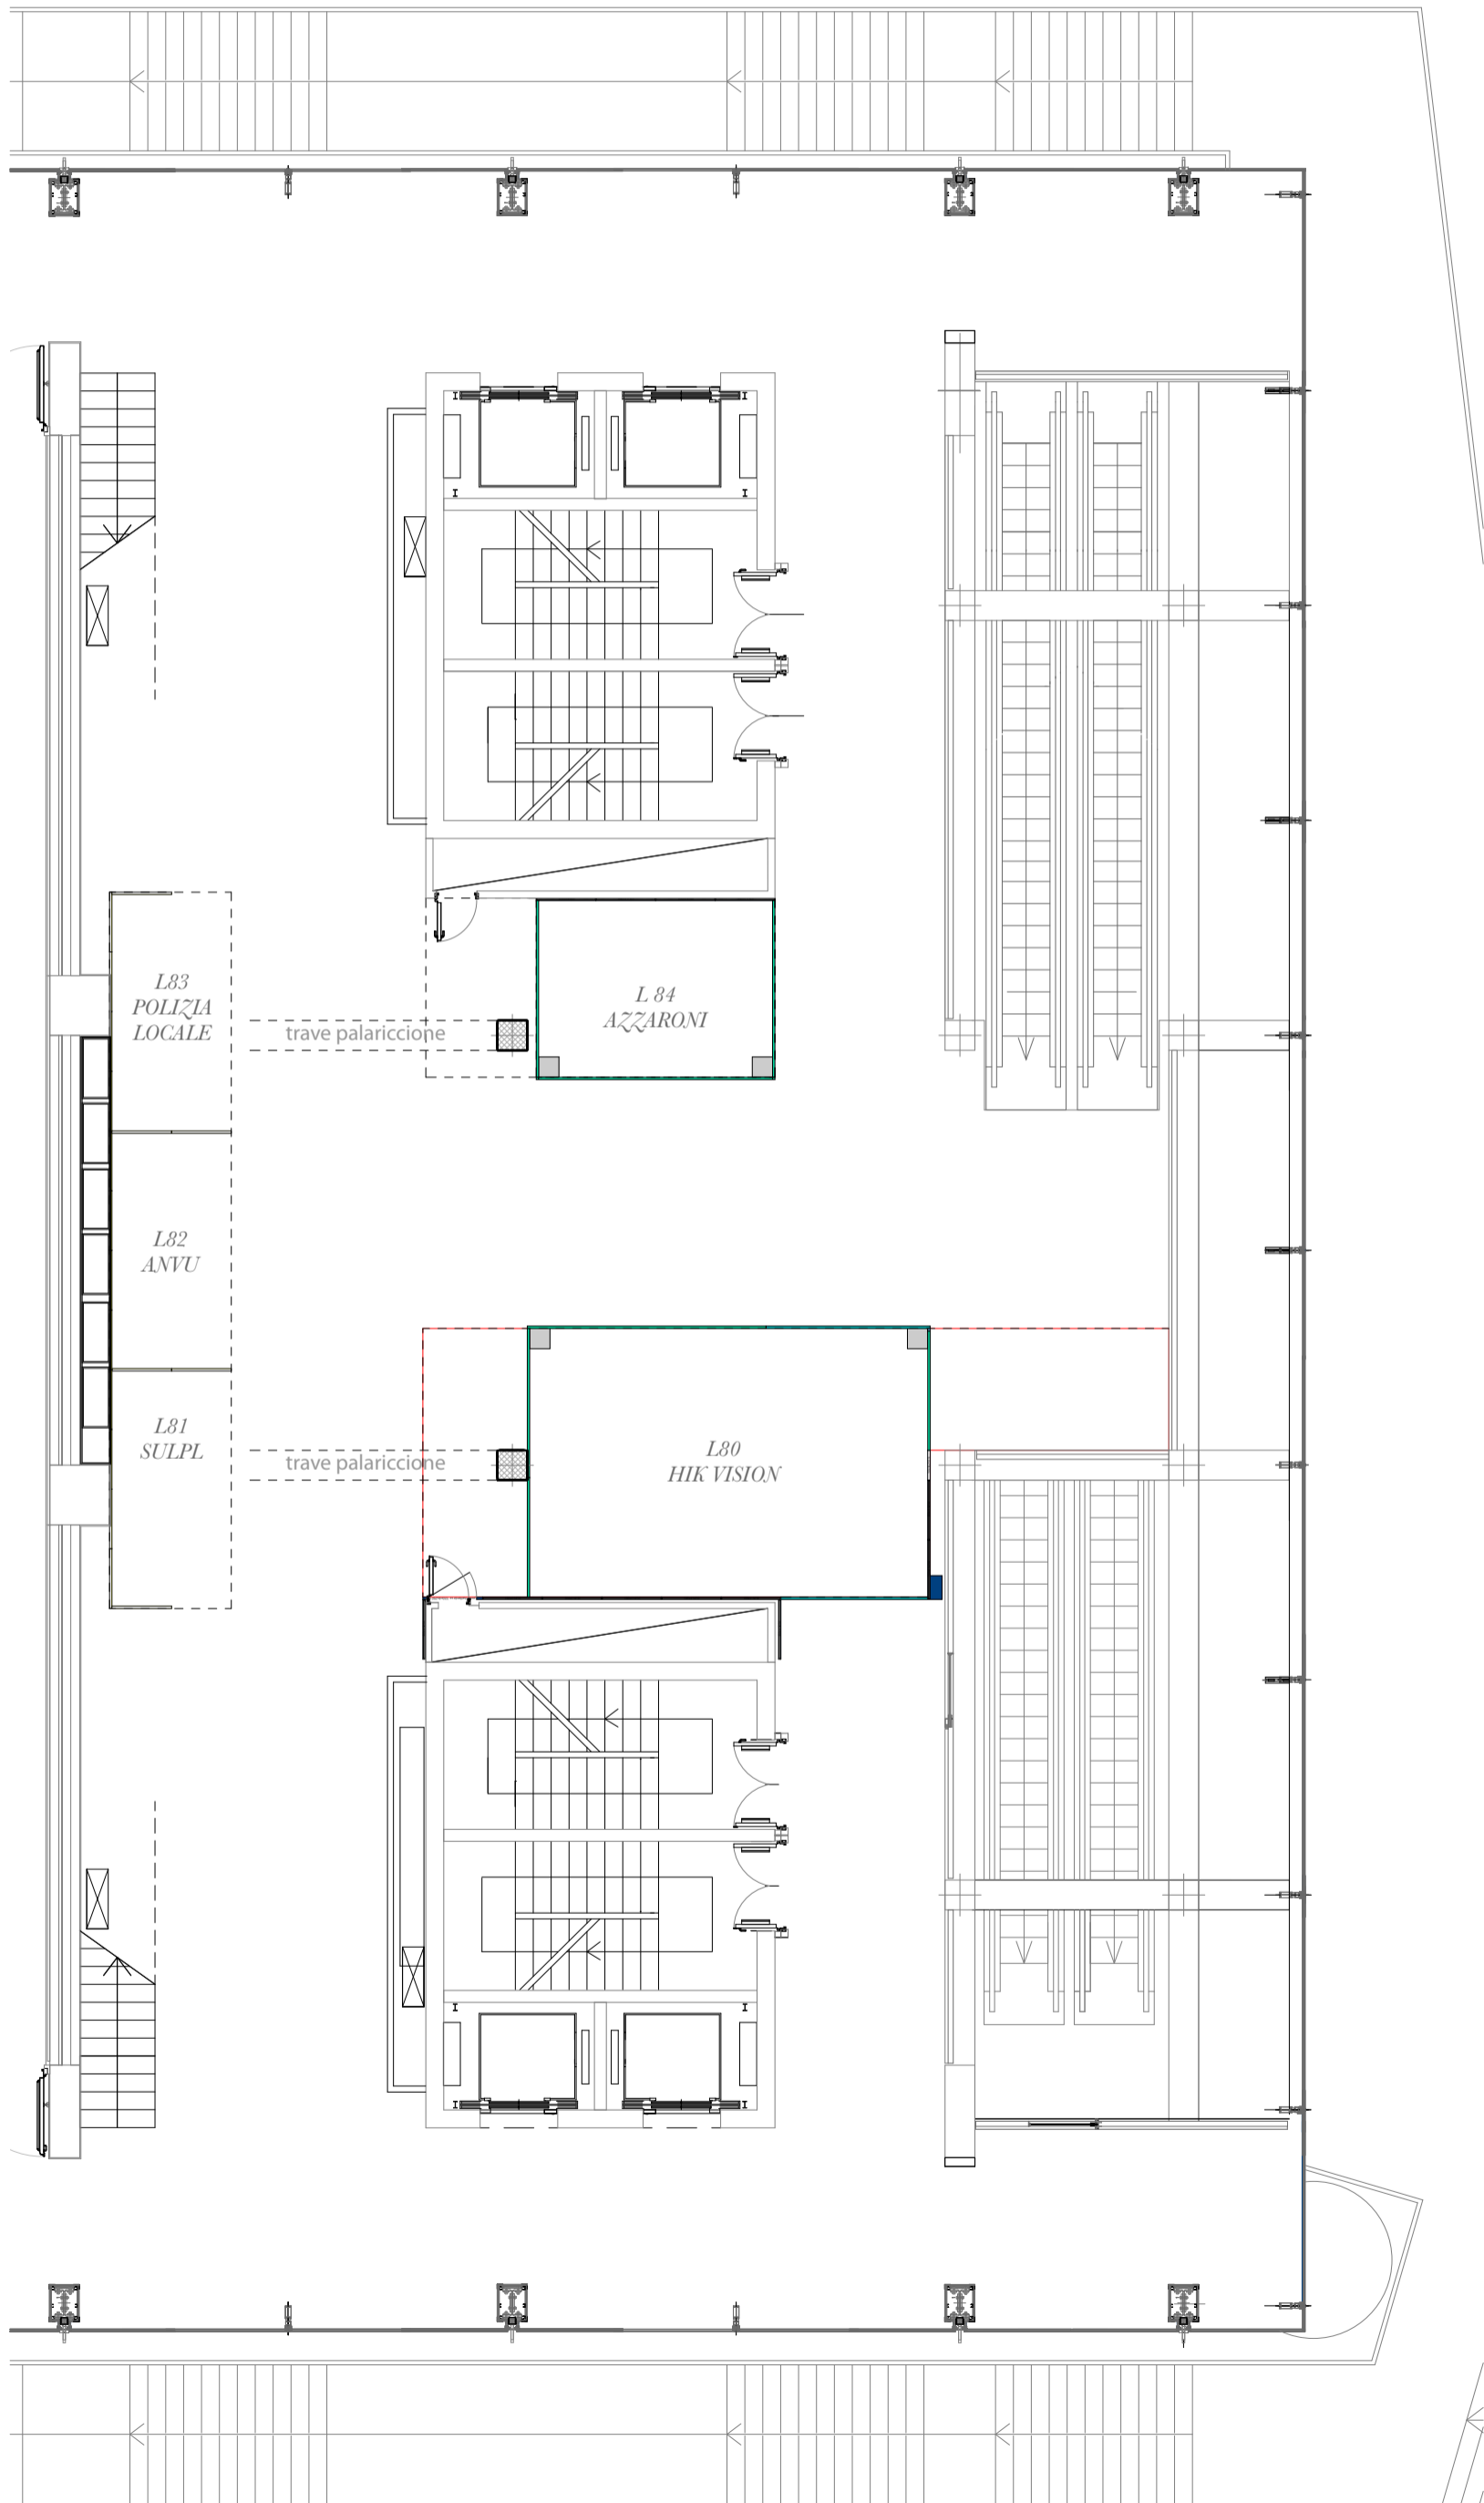 L83
POLIZIA
LOCALE
trave palariccione
L 84
AZZARONI
L82
ANVU
L81
SULPL
trave palariccione
L80
HIK VISION